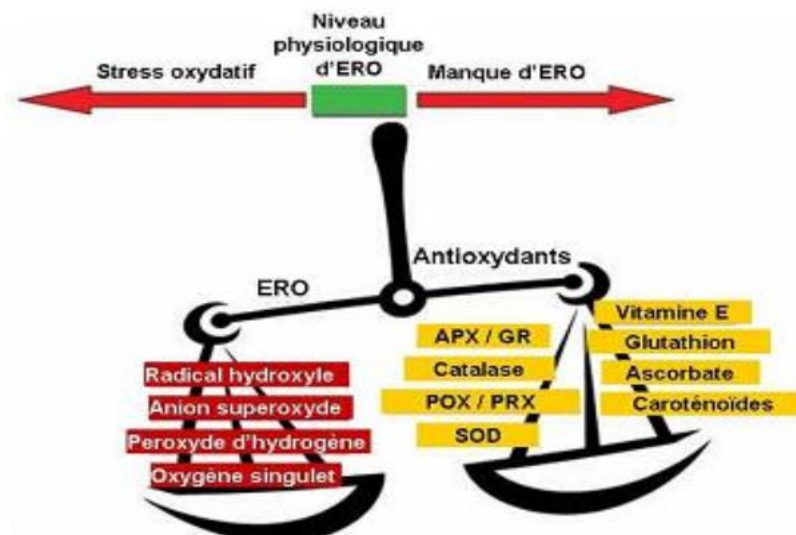 Niveau
physiologique
d'ERO
Stress oxydatif
Manque d'ERO
Antioxydants
ERO
Radical hydroxyle
Anion superoxyde
Peroxyde d'hydrogène
Oxygène singulet
APX / GR
Catalase
POX / PRX
SOD
Vitamine E
Glutathion
Ascorbate
Caroténoïdes